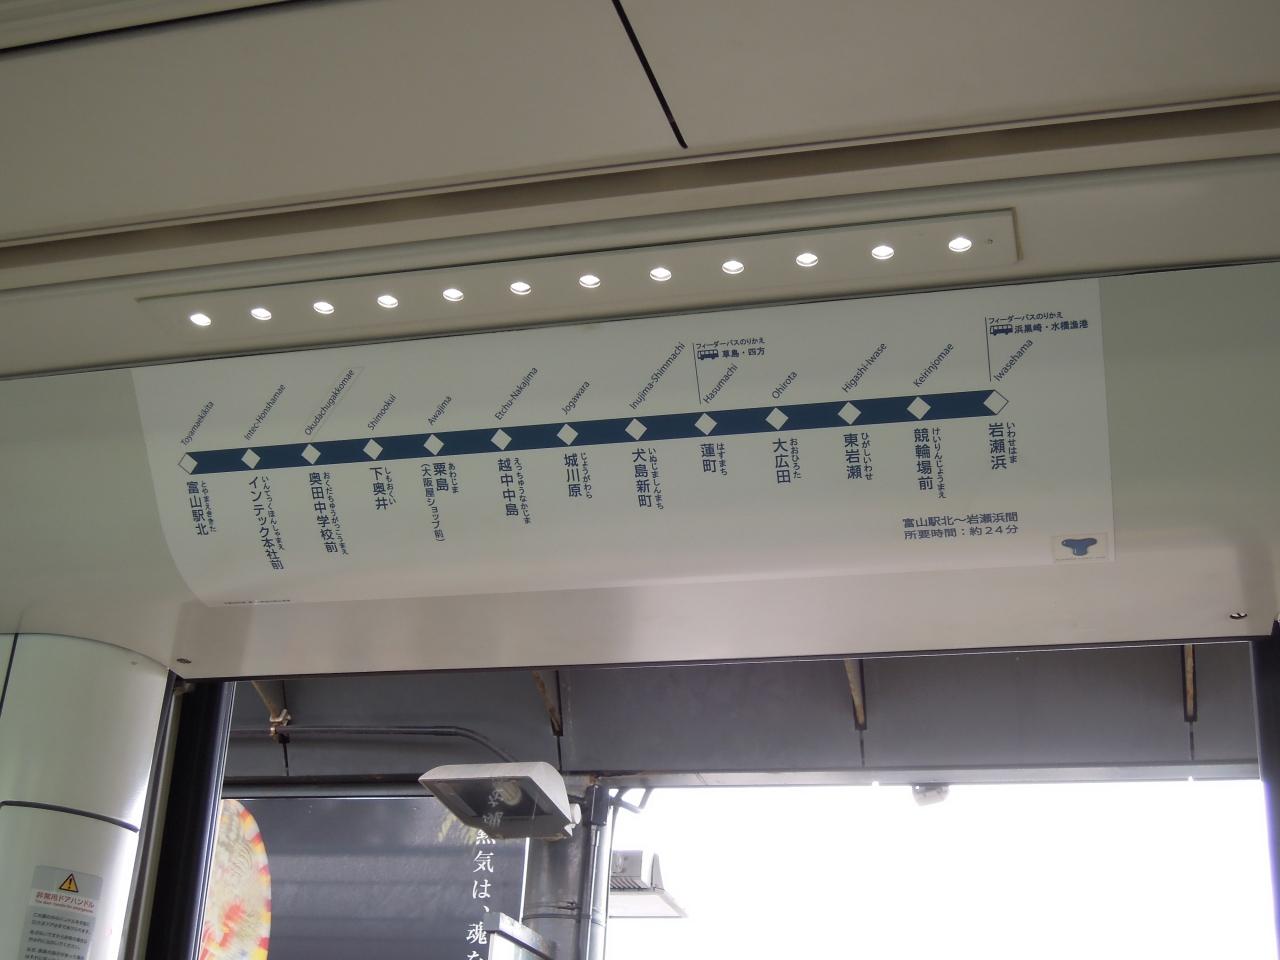 フィーダーバスのりかえ
浜黒崎・水橋漁港
フィーダーバスのりかえ
草島・四方
Toyamaekikita
Intec-Honshamae
Okudachugakkomae
Shimookui
Awajima
Etchu-Nakajima
Jogawara
Inujima-Shimmachi
Hasumachi
Ohirota
Higashi-Iwase
Keirinjomae
Iwasehama
富山駅北
とやまえききた
インテック本社前
いんてっくほんしゃまえ
奥田中学校前
おくだちゅうがっこうまえ
下奥井
しもおくい
粟島
あわじま
(大阪屋ショップ前)
越中中島
えっちゅうなかじま
城川原
じょうがわら
犬島新町
いぬじましんまち
蓮町
はすまち
大広田
おおひろた
東岩瀬
ひがしいわせ
競輪場前
けいりんじょうまえ
岩瀬浜
いわせはま
富山駅北〜岩瀬浜間
所要時間：約24分
熱気は、魂
な
非常用ドアハンドル